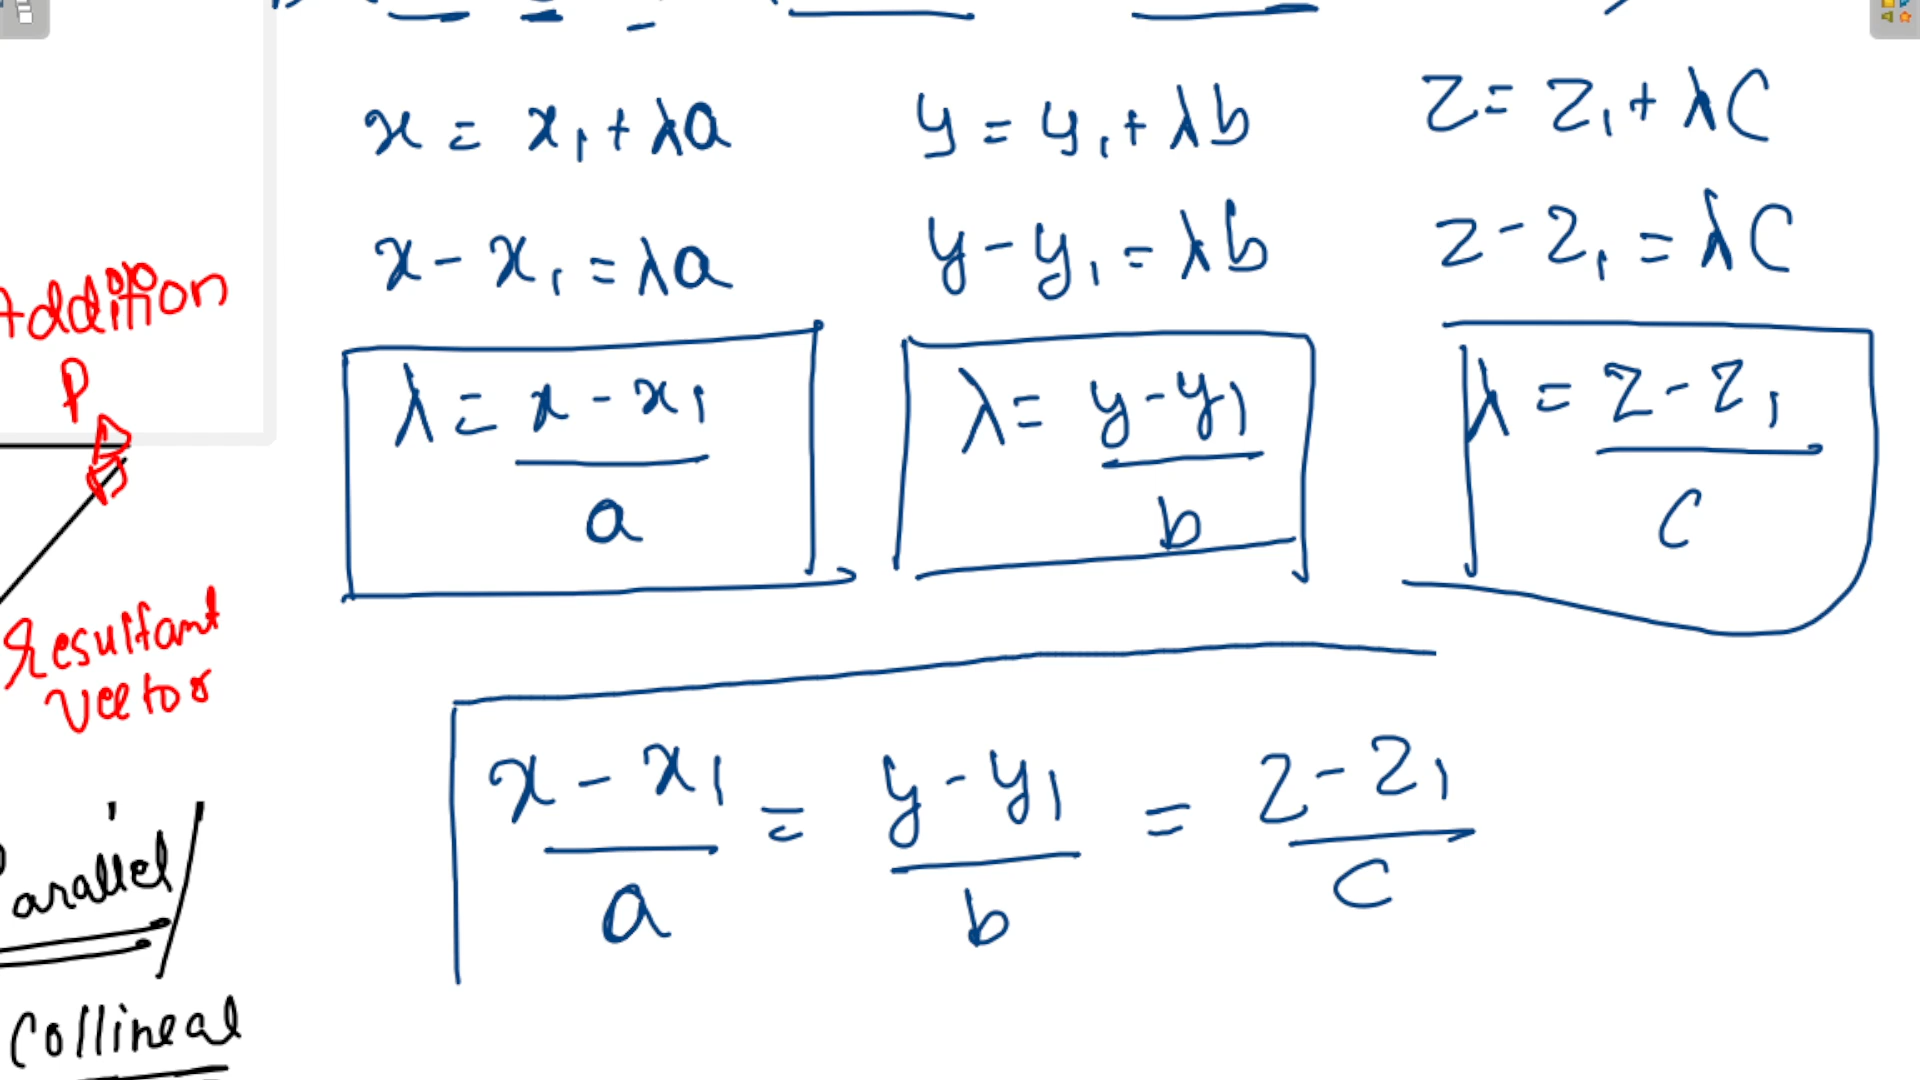 x = x₁ + λa y = y₁ + λb z = z₁ + λc
x - x₁ = λa y - y₁ = λb z - z₁ = λc
λ = (x - x₁)/a λ = (y - y₁)/b λ = (z - z₁)/c
(x - x₁)/a = (y - y₁)/b = (z - z₁)/c
Addition
P
resultant
vector
Parallel
Collinear